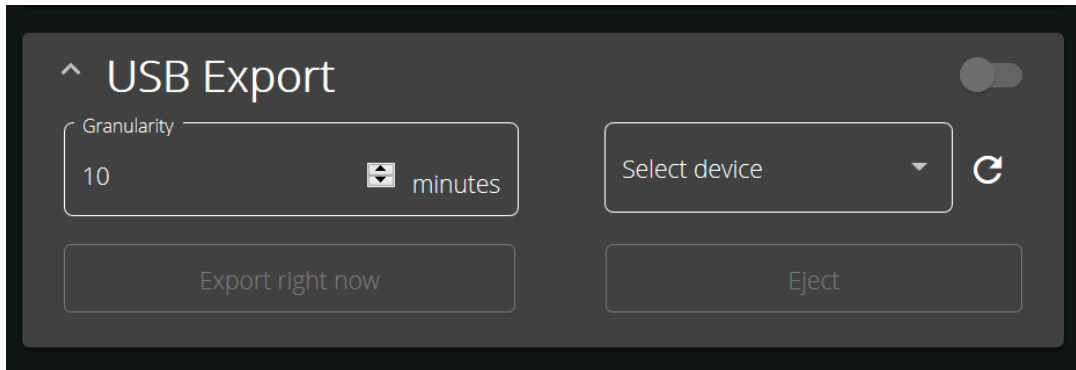 USB Export
Granularity
10 minutes
Select device
Export right now
Eject